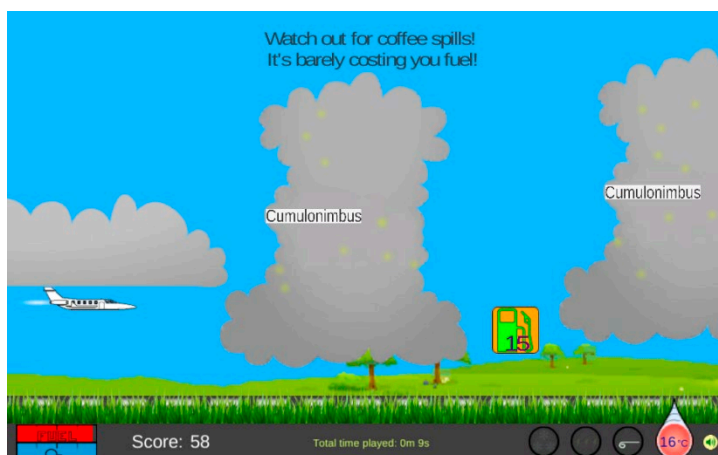 Watch out for coffee spills!
It's barely costing you fuel!
Cumulonimbus
Cumulonimbus
15
FUEL
Score: 58
Total time played: 0m 9s
16°C